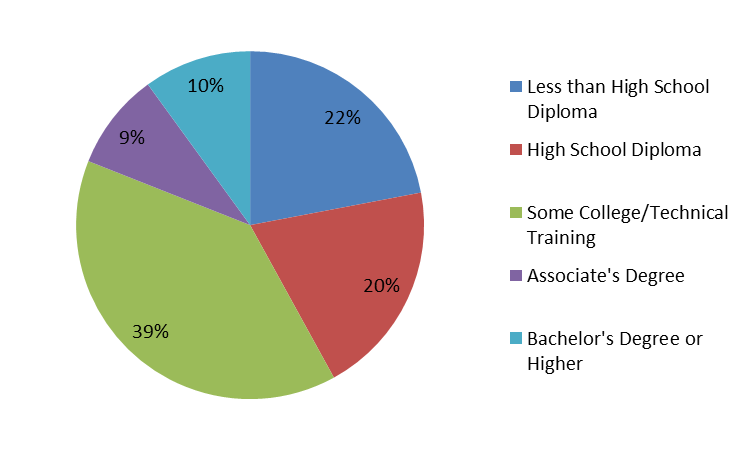 10%
22%
9%
20%
39%
Less than High School
Diploma
High School Diploma
Some College/Technical
Training
Associate's Degree
Bachelor's Degree or
Higher